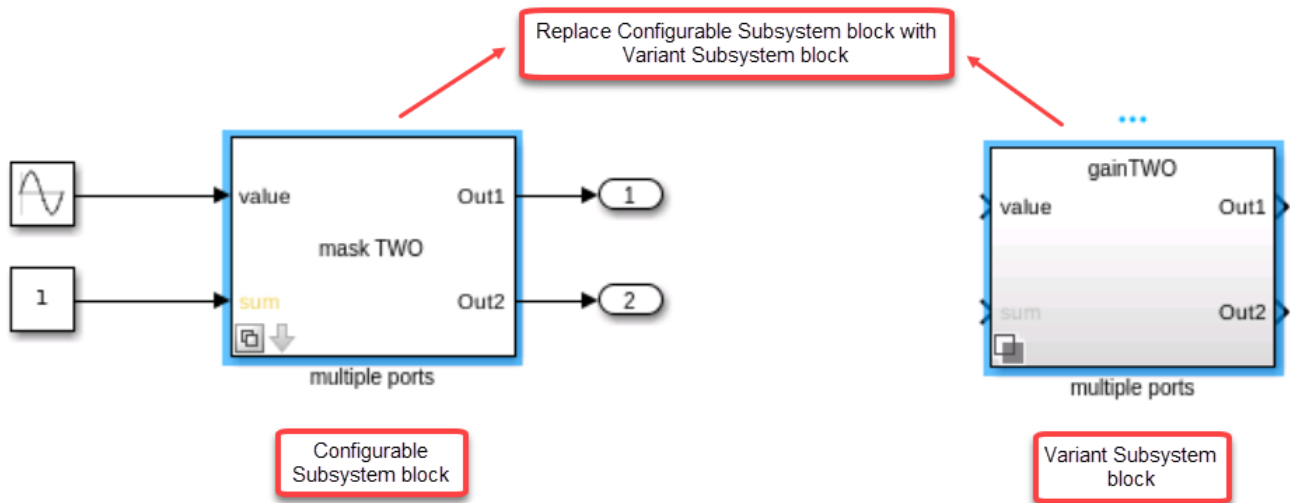 Replace Configurable Subsystem block with
Variant Subsystem block
value
Out1
mask TWO
sum
Out2
multiple ports
1
1
2
gainTWO
value
Out1
sum
Out2
multiple ports
Configurable
Subsystem block
Variant Subsystem
block